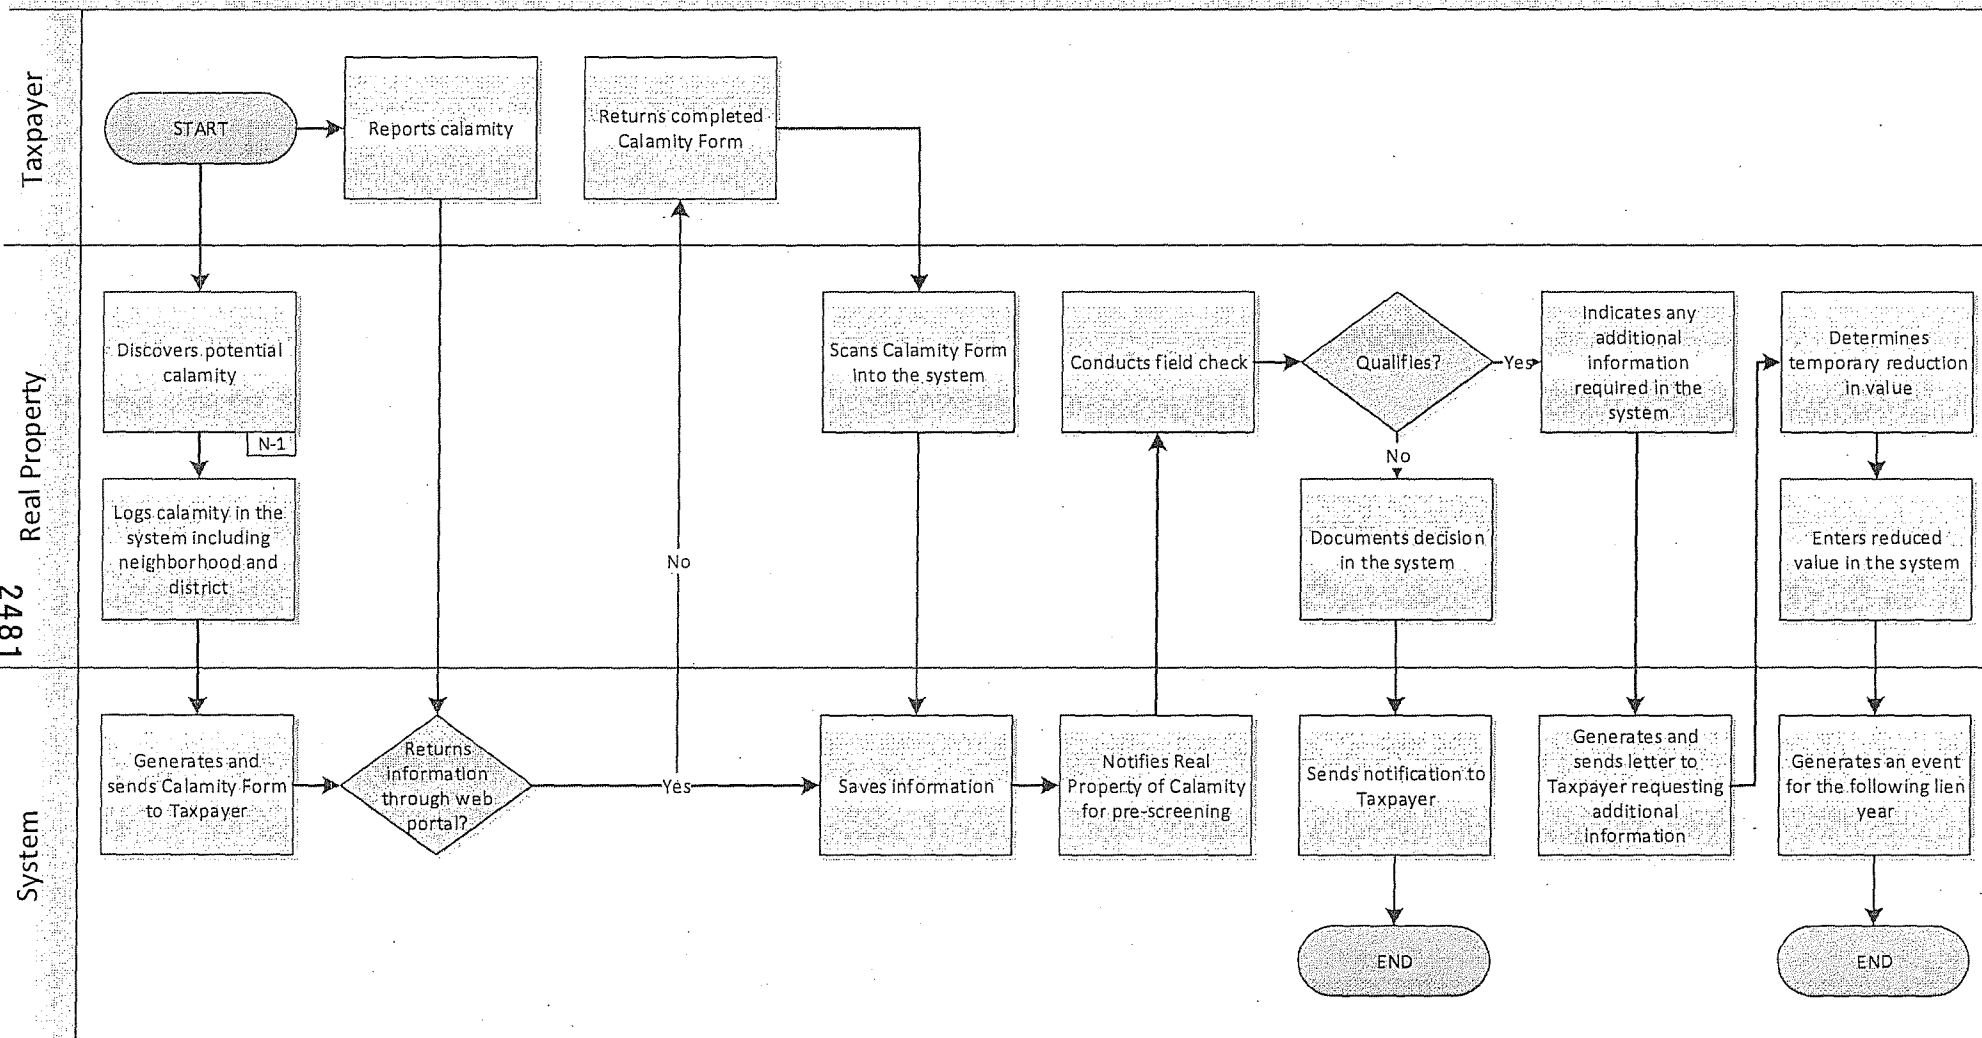 Taxpayer
START
Reports calamity
Returns completed
Calamity Form
Real Property
Discovers potential
calamity
N-1
Logs calamity in the
system including
neighborhood and
district
No
Scans Calamity Form
into the system
Conducts field check
Qualifies?
Yes
No
Documents decision
in the system
Indicates any
additional
information
required in the
system
Determines
temporary reduction
in value
Enters reduced
value in the system
2481
System
Generates and
sends Calamity Form
to Taxpayer
Returns
information
through web
portal?
Yes
Saves information
Notifies Real
Property of Calamity
for pre-screening
Sends notification to
Taxpayer
Generates and
sends letter to
Taxpayer requesting
additional
information
Generates an event
for the following lien
year
END
END